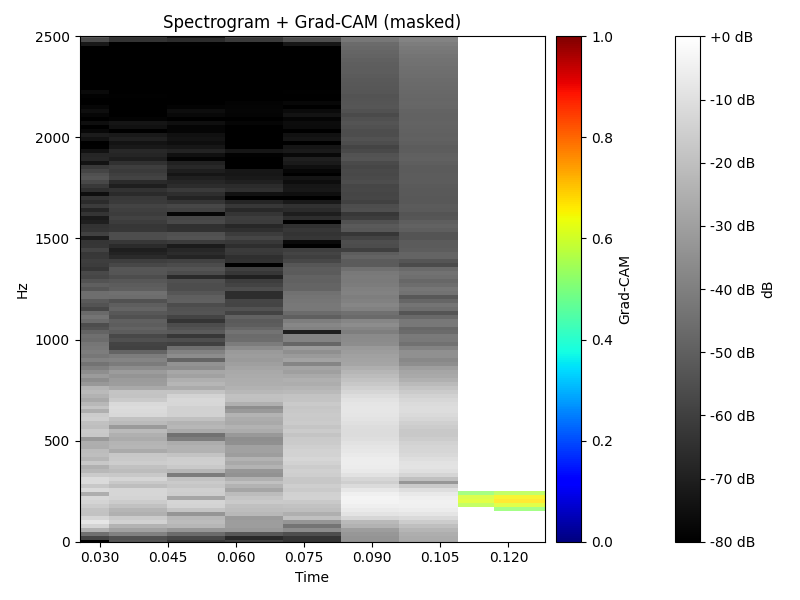 Spectrogram + Grad-CAM (masked)
2500
2000
1500
1000
500
0
Hz
0.030
0.045
0.060
0.075
0.090
0.105
0.120
Time
1.0
0.8
0.6
0.4
0.2
0.0
Grad-CAM
+0 dB
-10 dB
-20 dB
-30 dB
-40 dB
-50 dB
-60 dB
-70 dB
-80 dB
dB